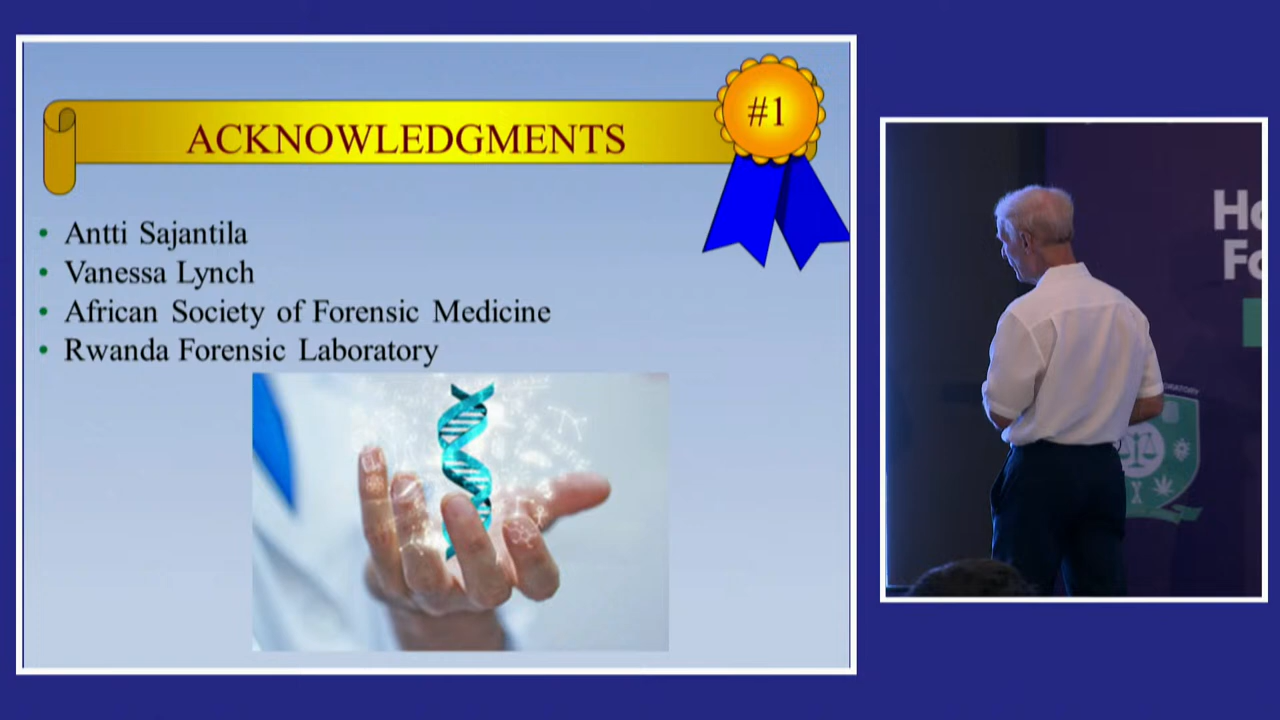 #1
ACKNOWLEDGMENTS
• Antti Sajantila
• Vanessa Lynch
• African Society of Forensic Medicine
• Rwanda Forensic Laboratory